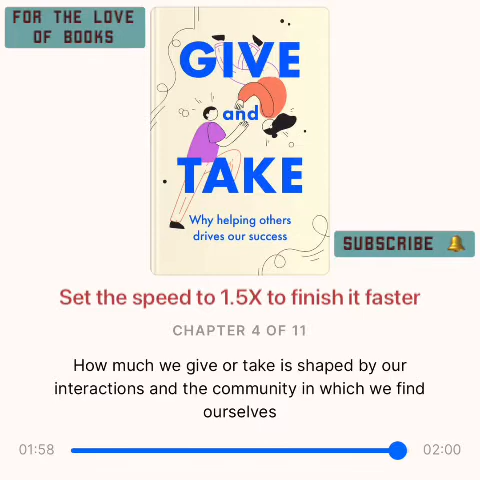 FOR THE LOVE
OF BOOKS
GIVE
and
TAKE
Why helping others
drives our success
SUBSCRIBE 🔔
Set the speed to 1.5X to finish it faster
CHAPTER 4 OF 11
How much we give or take is shaped by our
interactions and the community in which we find
ourselves
01:58
02:00